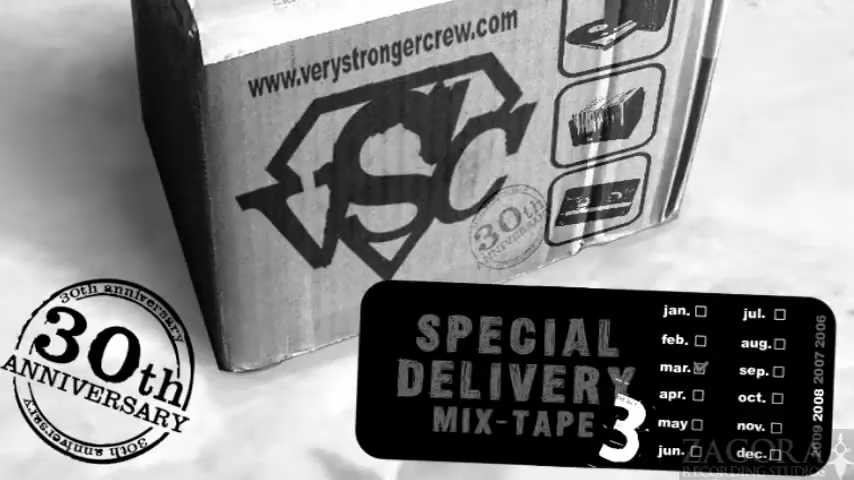 www.verystrongercrew.com
VSC
30th
ANNIVERSARY
30th anniversary
30th
ANNIVERSARY
30th anniversary
SPECIAL
DELIVERY
MIX-TAPE
3
jan.
feb.
mar.
apr.
may
jun.
jul.
aug.
sep.
oct.
nov.
dec.
2009 2008 2007 2006
ZAGORA
RECORDING STUDIOS